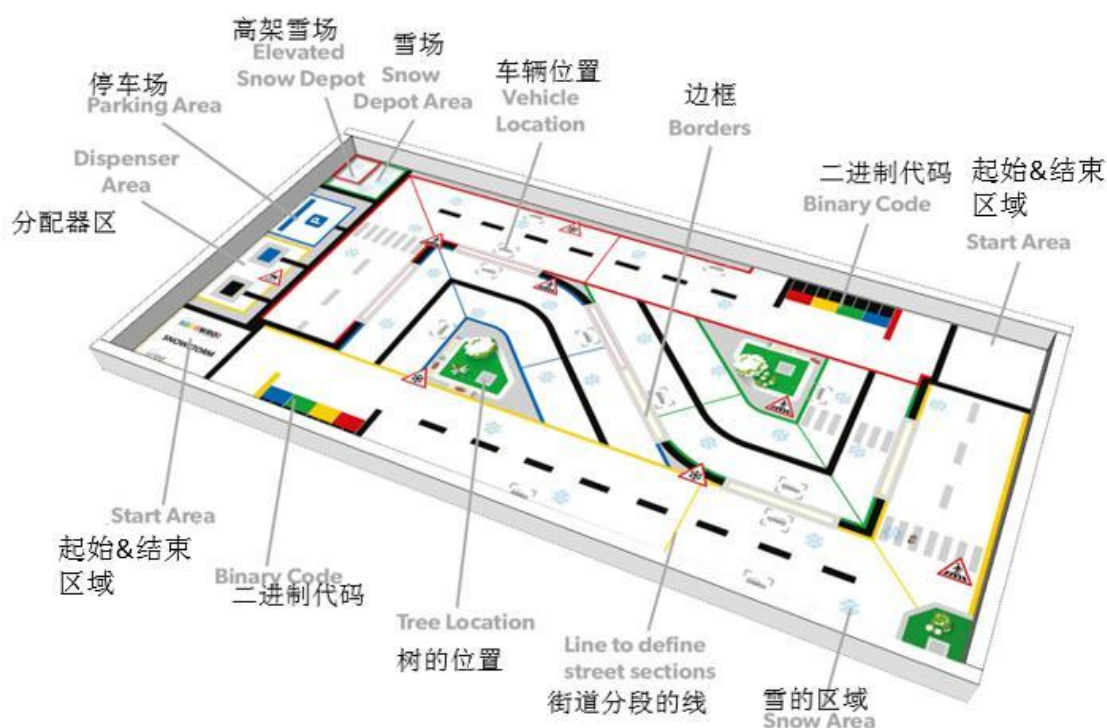 高架雪场
Elevated
Snow Depot
雪场
Snow
Depot Area
停车场
Parking Area
车辆位置
Vehicle
Location
边框
Borders
Dispenser
Area
分配器区
二进制代码
Binary Code
起始&结束
区域
Start Area
P
SNOWSTORM
Start Area
起始&结束
区域
Binary Code
二进制代码
Tree Location
树的位置
Line to define
street sections
街道分段的线
雪的区域
Snow Area